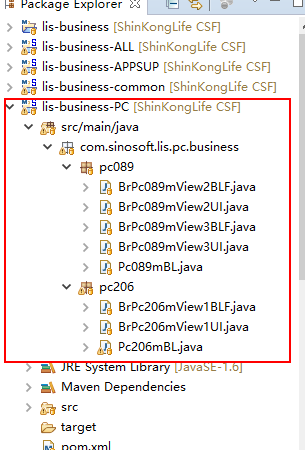 Package Explorer
lis-business [ShinKongLife CSF]
lis-business-ALL [ShinKongLife CSF]
lis-business-APPSUP [ShinKongLife CSF]
lis-business-common [ShinKongLife CSF]
lis-business-PC [ShinKongLife CSF]
src/main/java
com.sinosoft.lis.pc.business
pc089
BrPc089mView2BLF.java
BrPc089mView2UI.java
BrPc089mView3BLF.java
BrPc089mView3UI.java
Pc089mBL.java
pc206
BrPc206mView1BLF.java
BrPc206mView1UI.java
Pc206mBL.java
JRE System Library [JavaSE-1.6]
Maven Dependencies
src
target
pom.xml